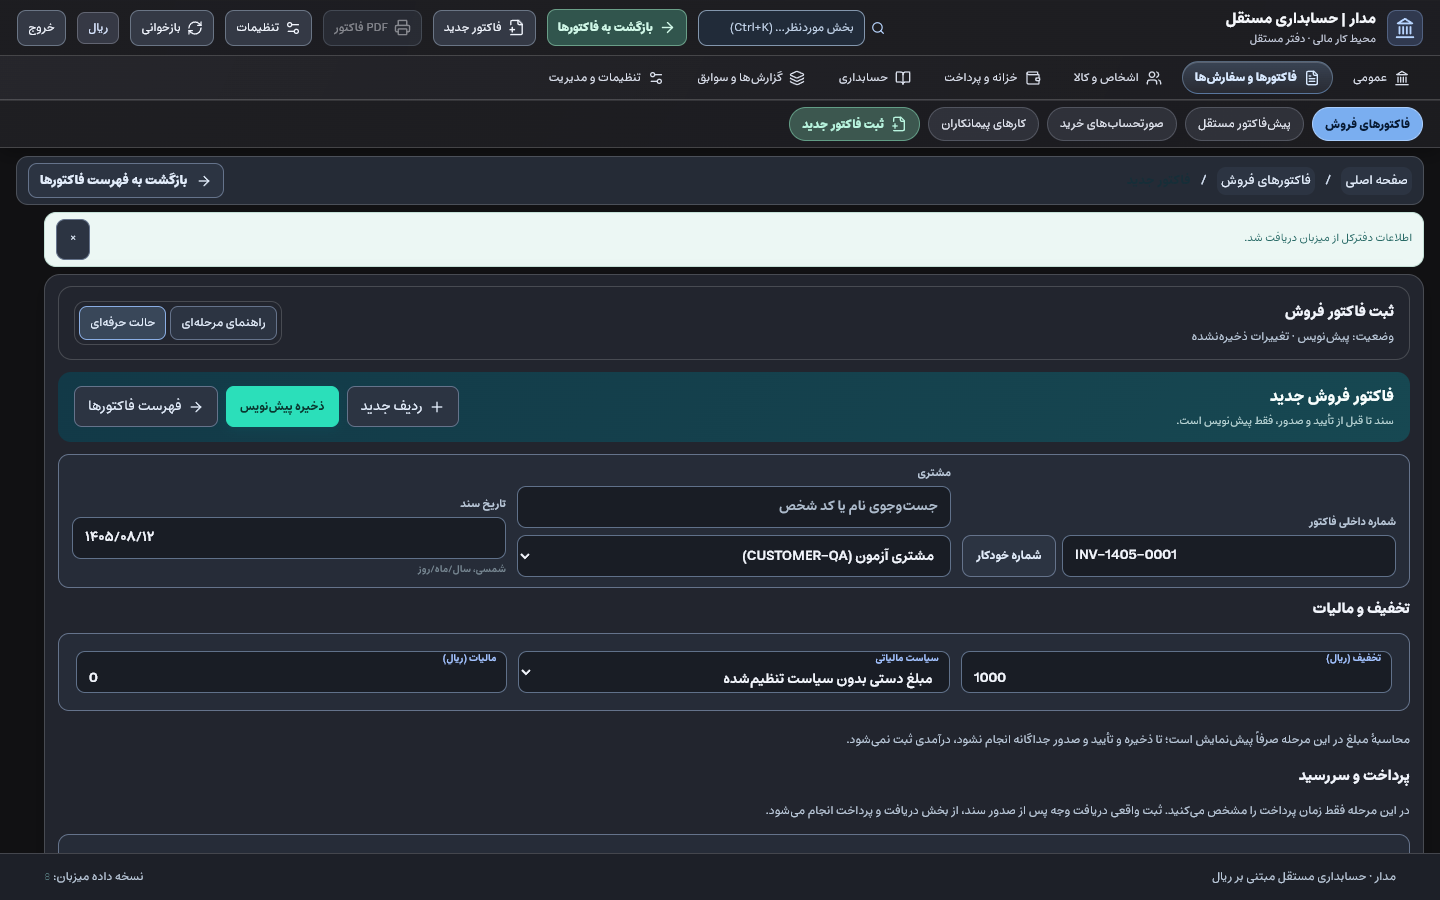 مدار | حسابداری مستقل
محیط کار مالی · دفتر مستقل
بخش موردنظر… (Ctrl+K)
بازگشت به فاکتورها
فاکتور جدید
PDF فاکتور
تنظیمات
بازخوانی
ریال
خروج
عمومی
فاکتورها و سفارش‌ها
اشخاص و کالا
خزانه و پرداخت
حسابداری
گزارش‌ها و سوابق
تنظیمات و مدیریت
فاکتورهای فروش
پیش‌فاکتور مستقل
صورتحساب‌های خرید
کارهای پیمانکاران
ثبت فاکتور جدید
صفحه اصلی / فاکتورهای فروش /
بازگشت به فهرست فاکتورها
اطلاعات دفترکل از میزبان دریافت شد.
×
ثبت فاکتور فروش
وضعیت: پیش‌نویس · تغییرات ذخیره‌نشده
راهنمای مرحله‌ای
حالت حرفه‌ای
فاکتور فروش جدید
سند تا قبل از تأیید و صدور، فقط پیش‌نویس است.
ردیف جدید
ذخیره پیش‌نویس
فهرست فاکتورها
شماره داخلی فاکتور
INV-1405-0001
شماره خودکار
مشتری
جست‌وجوی نام یا کد شخص
مشتری آزمون (CUSTOMER-QA)
تاریخ سند
۱۴۰۵/۰۸/۱۲
شمسی، سال/ماه/روز
تخفیف و مالیات
تخفیف (ریال)
1000
سیاست مالیاتی
مبلغ دستی بدون سیاست تنظیم‌شده
مالیات (ریال)
0
محاسبهٔ مبلغ در این مرحله صرفاً پیش‌نمایش است؛ تا ذخیره و تأیید و صدور جداگانه انجام نشود، درآمدی ثبت نمی‌شود.
پرداخت و سررسید
در این مرحله فقط زمان پرداخت را مشخص می‌کنید. ثبت واقعی دریافت وجه پس از صدور سند، از بخش دریافت و پرداخت انجام می‌شود.
مدار · حسابداری مستقل مبتنی بر ریال
نسخه داده میزبان: